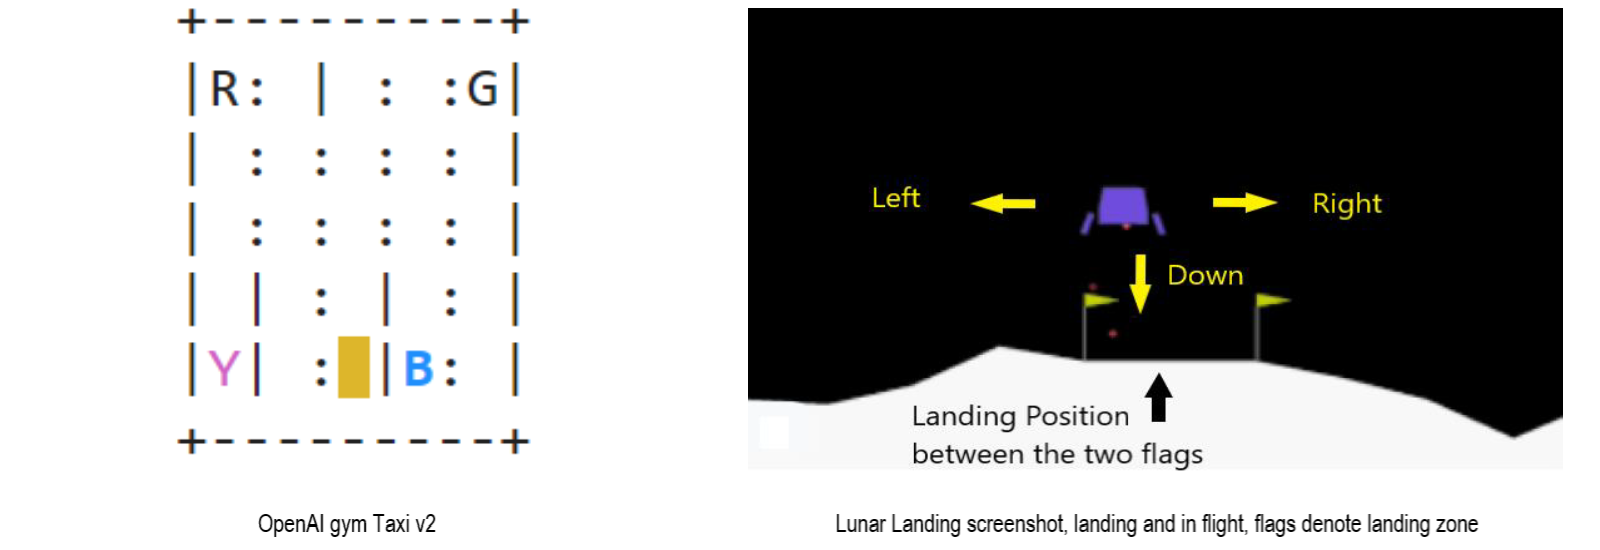 +----------+
|R: | : :G|
| : : : : |
| : : : : |
| | : | : |
|Y| : |B: |
+----------+
OpenAI gym Taxi v2
Left
Right
Down
Landing Position
between the two flags
Lunar Landing screenshot, landing and in flight, flags denote landing zone